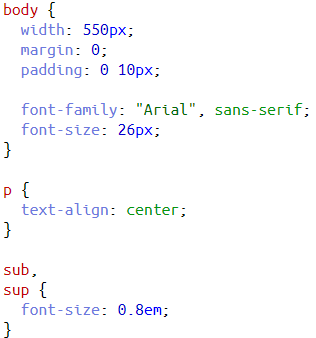 body {
  width: 550px;
  margin: 0;
  padding: 0 10px;

  font-family: "Arial", sans-serif;
  font-size: 26px;
}

p {
  text-align: center;
}

sub,
sup {
  font-size: 0.8em;
}